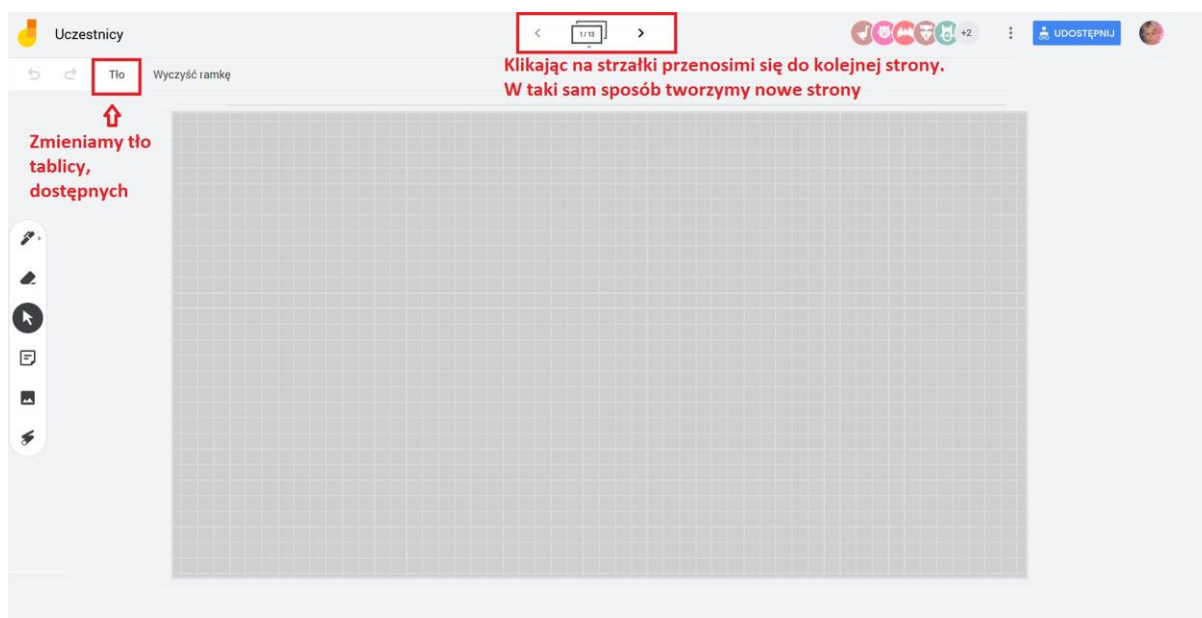 Uczestnicy
1/13
+2
UDOSTĘPNIJ
Tło
Wyczyść ramkę
Klikając na strzałki przenosimi się do kolejnej strony.
W taki sam sposób tworzymy nowe strony
Zmieniamy tło
tablicy,
dostępnych